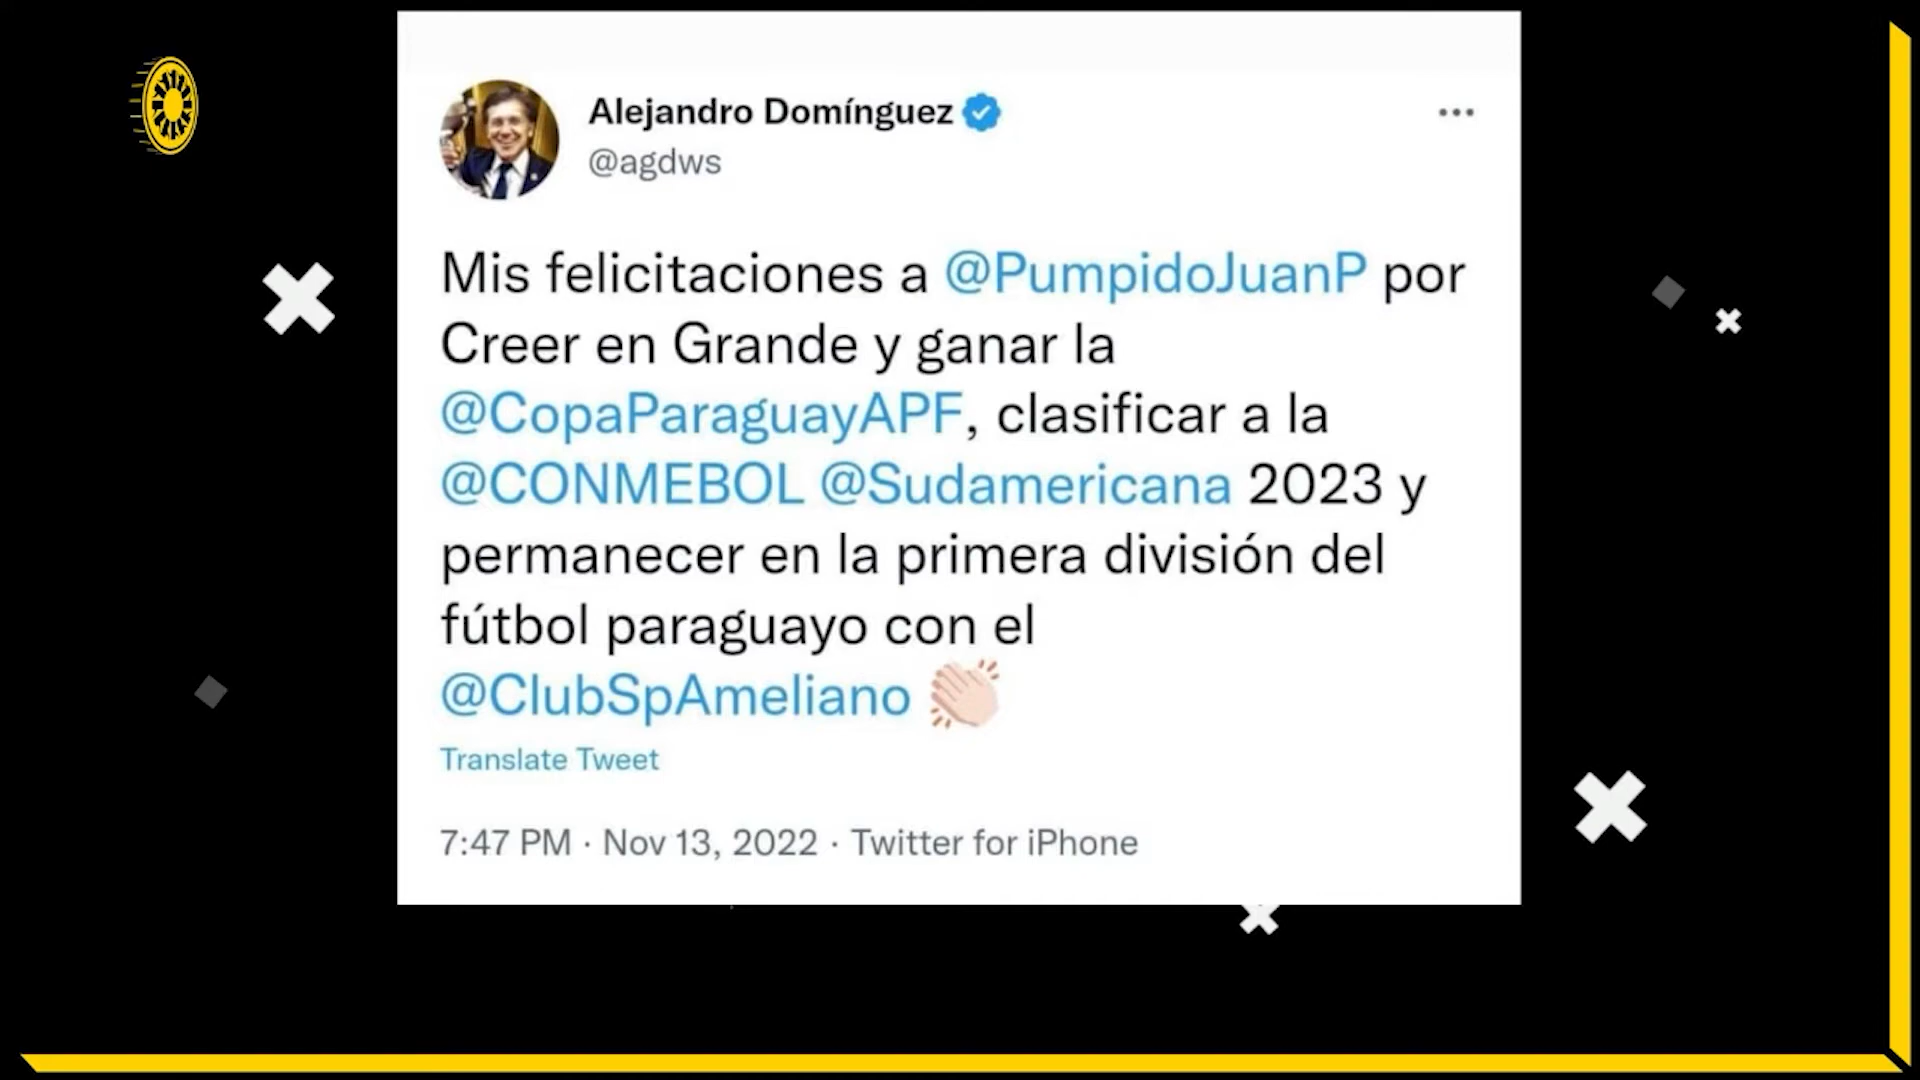 Alejandro Domínguez
@agdws
Mis felicitaciones a @PumpidoJuanP por
Creer en Grande y ganar la
@CopaParaguayAPF, clasificar a la
@CONMEBOL @Sudamericana 2023 y
permanecer en la primera división del
fútbol paraguayo con el
@ClubSpAmeliano 👏🏻
Translate Tweet
7:47 PM · Nov 13, 2022 · Twitter for iPhone